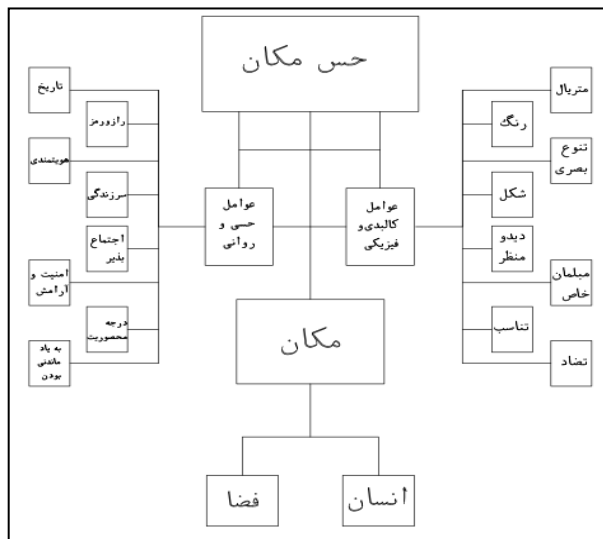 حس مکان
متریال
رنگ
تنوع
بصری
شکل
دیدو
منظر
مبلمان
خاص
تناسب
تضاد
عوامل
کالبدی‌و
فیزیکی
عوامل
حسی و
روانی
تاریخ
رازورمز
هویتمندی
سرزندگی
اجتماع
پذیر
امنیت و
آرامش
درجه
محصوریت
به یاد
ماندنی
بودن
مکان
انسان
فضا